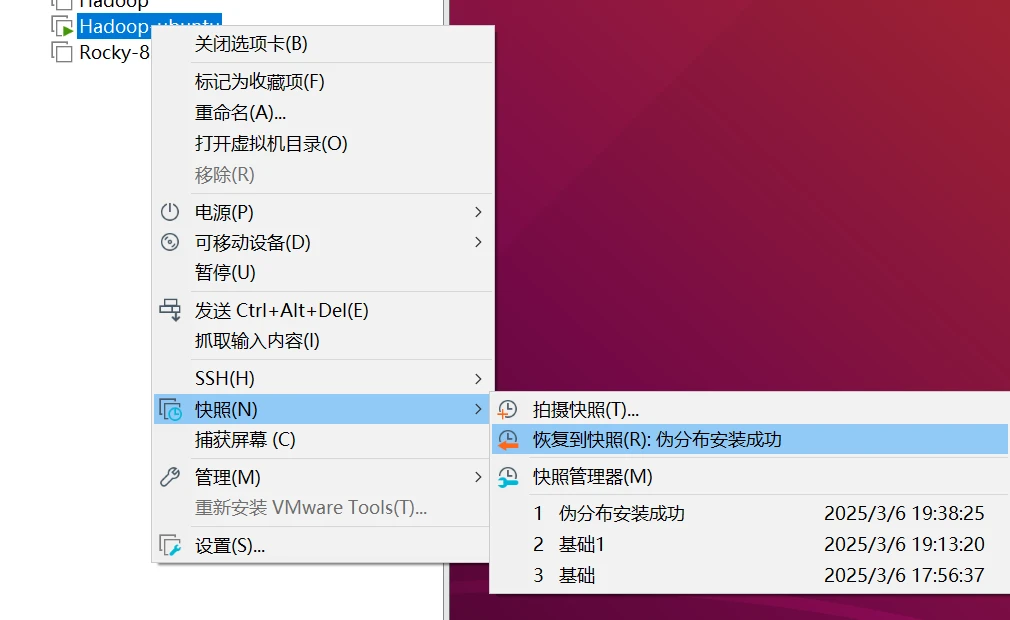 Hadoop
Hadoop-ubuntu
Rocky-8
关闭选项卡(B)
标记为收藏项(F)
重命名(A)...
打开虚拟机目录(O)
移除(R)
电源(P)
可移动设备(D)
暂停(U)
发送 Ctrl+Alt+Del(E)
抓取输入内容(I)
SSH(H)
快照(N)
捕获屏幕 (C)
管理(M)
重新安装 VMware Tools(T)...
设置(S)...
拍摄快照(T)...
恢复到快照(R): 伪分布安装成功
快照管理器(M)
1 伪分布安装成功 2025/3/6 19:38:25
2 基础1 2025/3/6 19:13:20
3 基础 2025/3/6 17:56:37